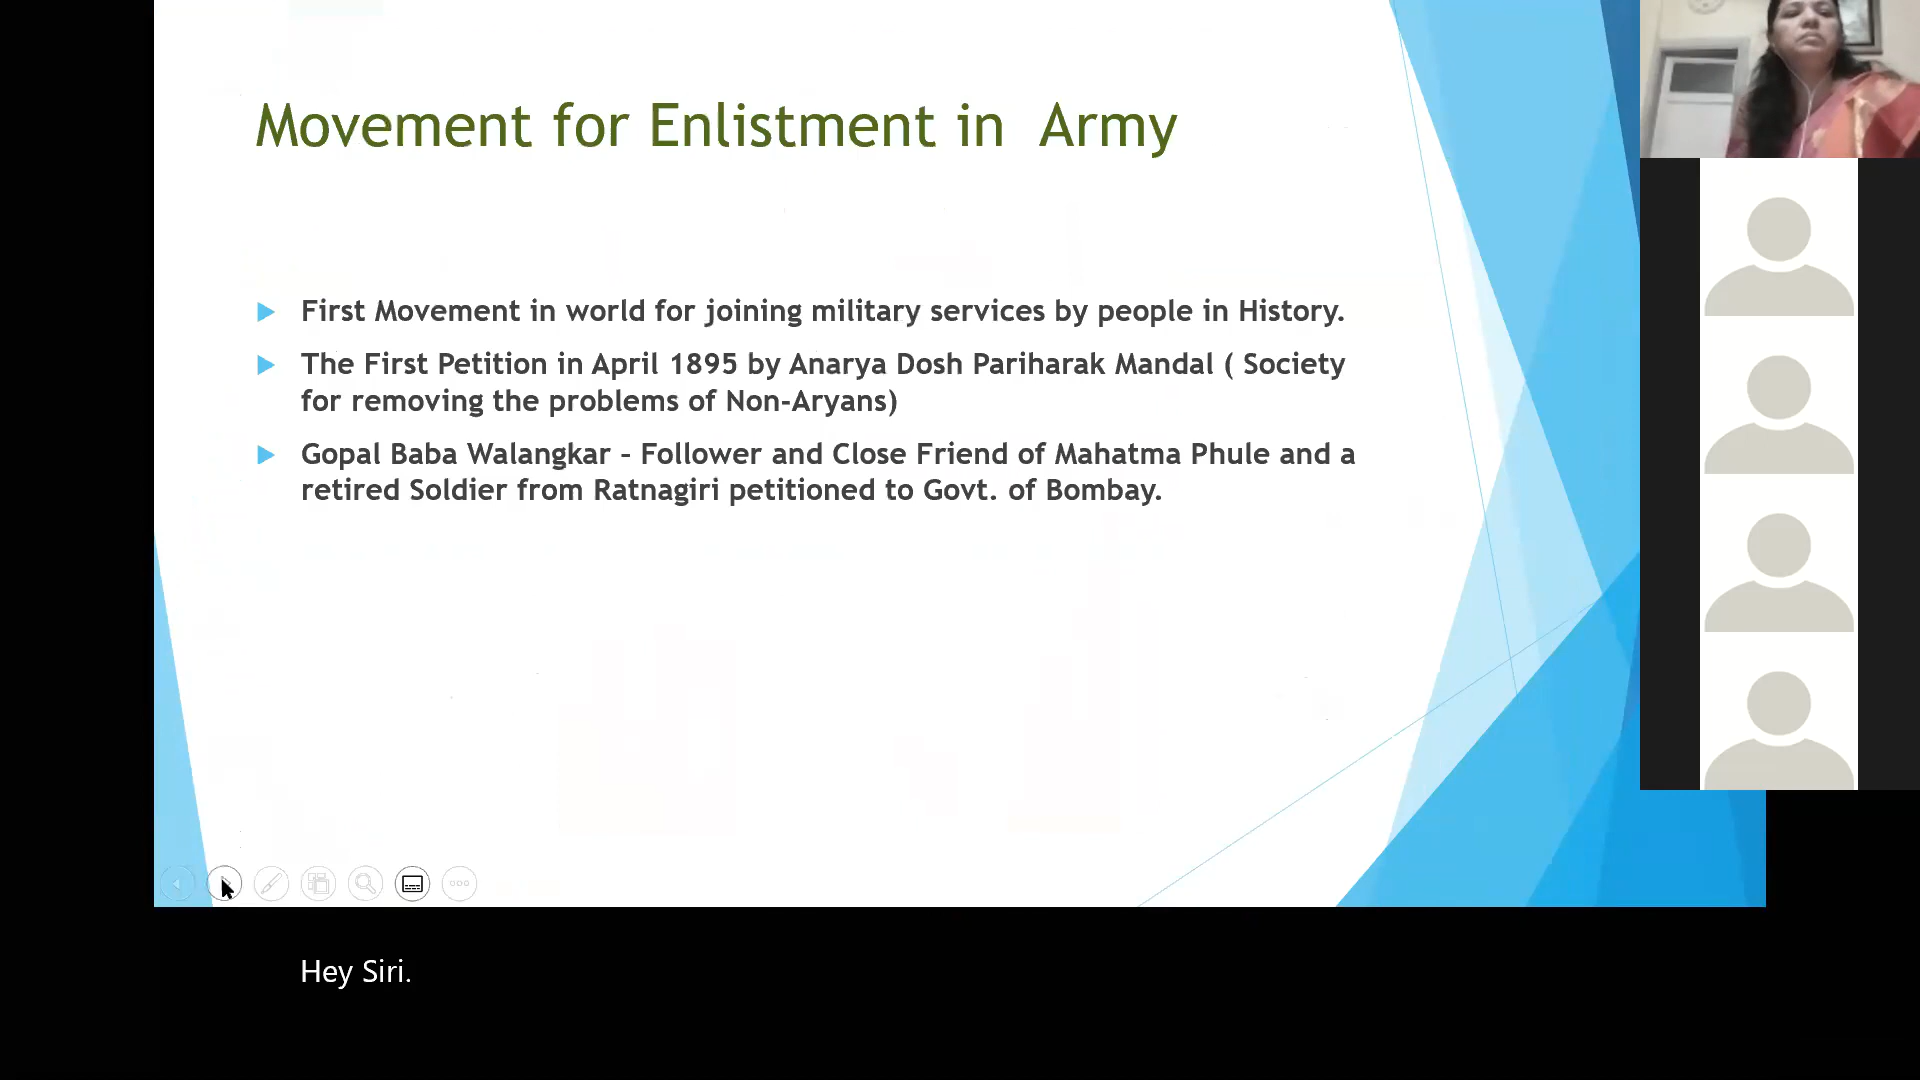 Movement for Enlistment in Army
First Movement in world for joining military services by people in History.
The First Petition in April 1895 by Anarya Dosh Pariharak Mandal ( Society
for removing the problems of Non-Aryans)
Gopal Baba Walangkar – Follower and Close Friend of Mahatma Phule and a
retired Soldier from Ratnagiri petitioned to Govt. of Bombay.
Hey Siri.